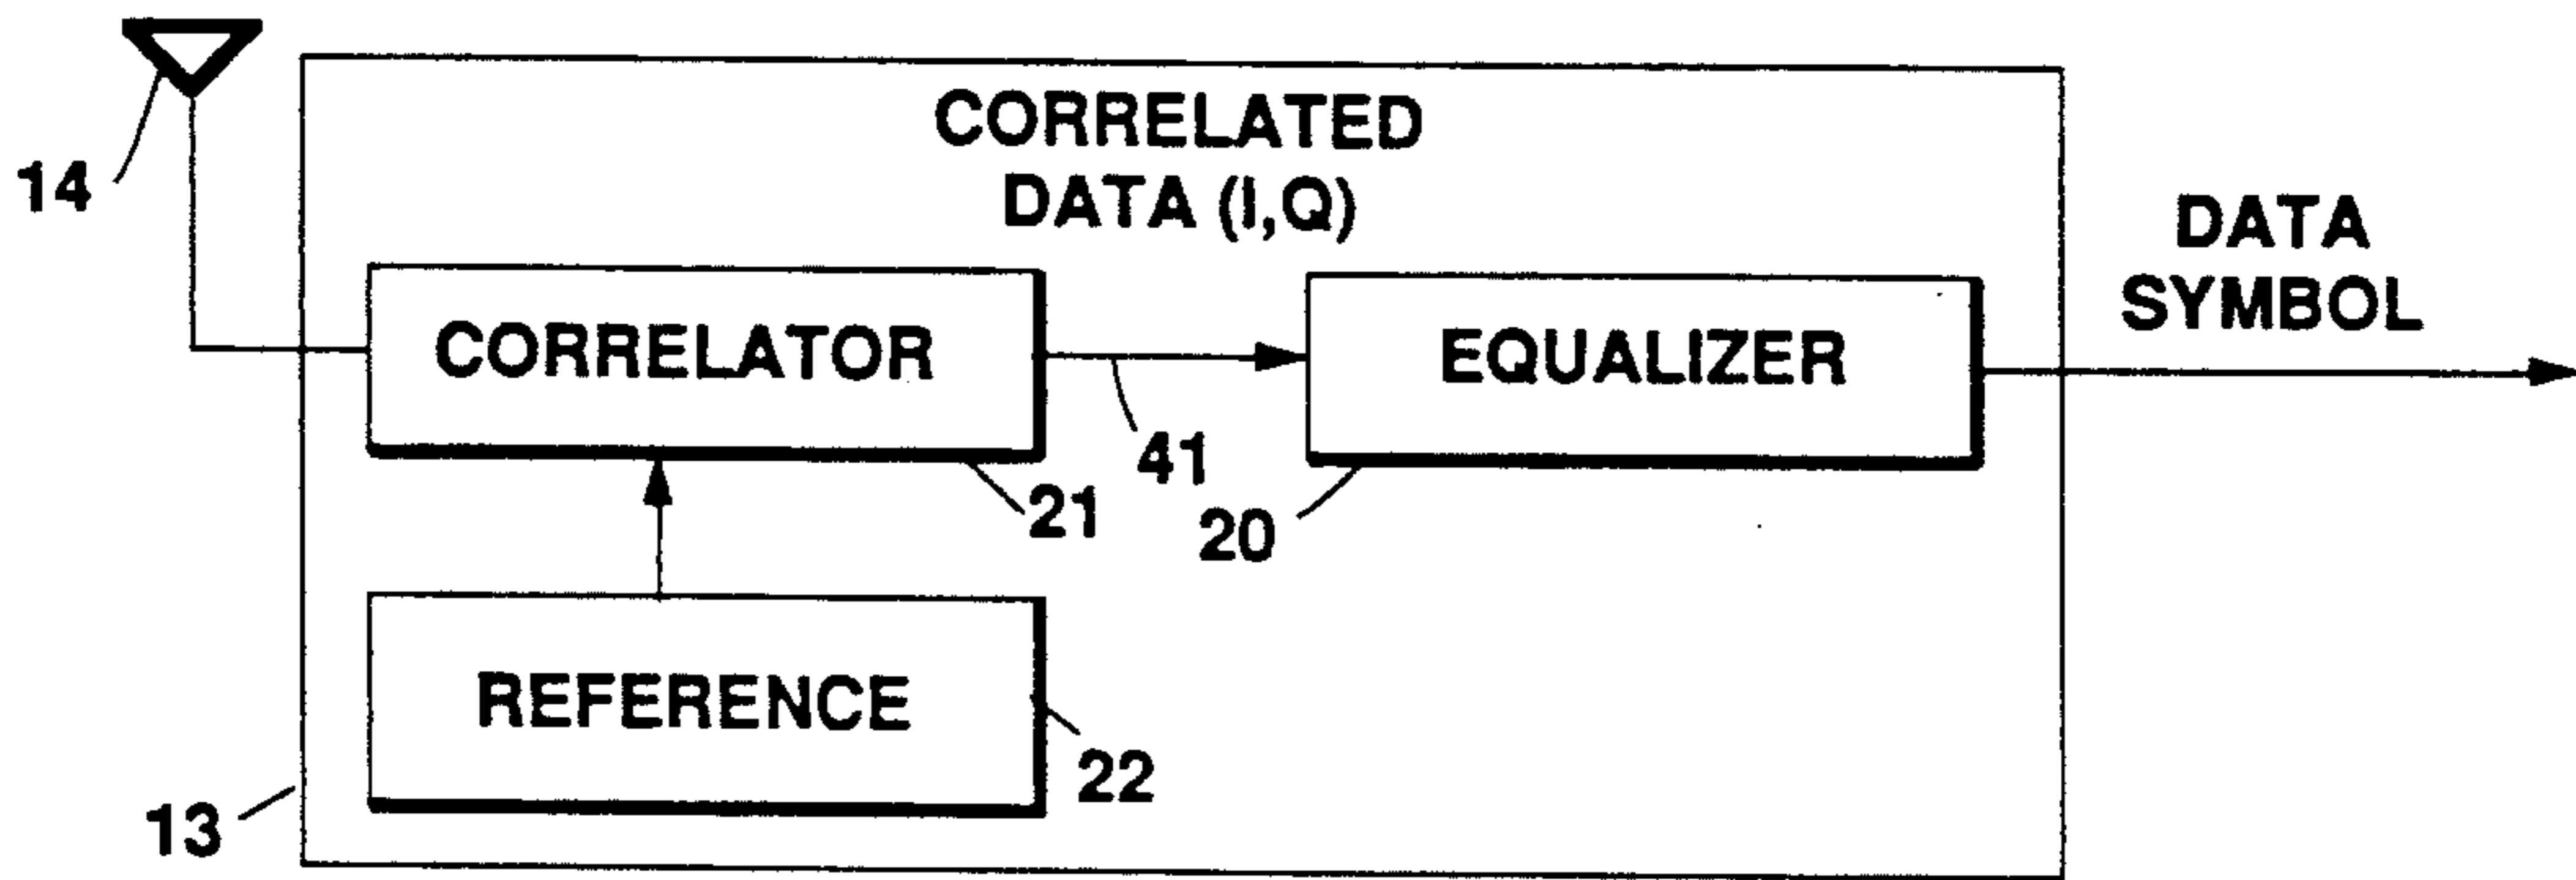 CORRELATED
DATA (I,Q)
14
DATA
SYMBOL
CORRELATOR
EQUALIZER
41
21
20
REFERENCE
22
13